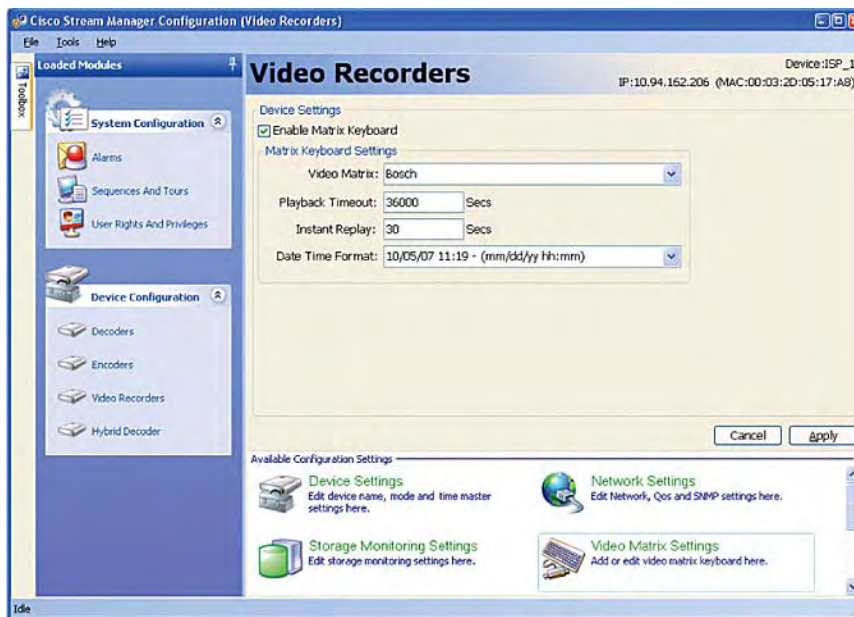 Cisco Stream Manager Configuration (Video Recorders)
File Tools Help
Toolbox
Loaded Modules
System Configuration
Alarms
Sequences And Tours
User Rights And Privileges
Device Configuration
Decoders
Encoders
Video Recorders
Hybrid Decoder
Video Recorders
Device:ISP_1
IP:10.94.162.206 (MAC:00:03:2D:05:17:A8)
Device Settings
Enable Matrix Keyboard
Matrix Keyboard Settings
Video Matrix: Bosch
Playback Timeout: 36000 Secs
Instant Replay: 30 Secs
Date Time Format: 10/05/07 11:19 - (mm/dd/yy hh:mm)
Cancel Apply
Available Configuration Settings
Device Settings
Edit device name, mode and time master
settings here.
Network Settings
Edit Network, Qos and SNMP settings here.
Storage Monitoring Settings
Edit storage monitoring settings here.
Video Matrix Settings
Add or edit video matrix keyboard here.
Idle